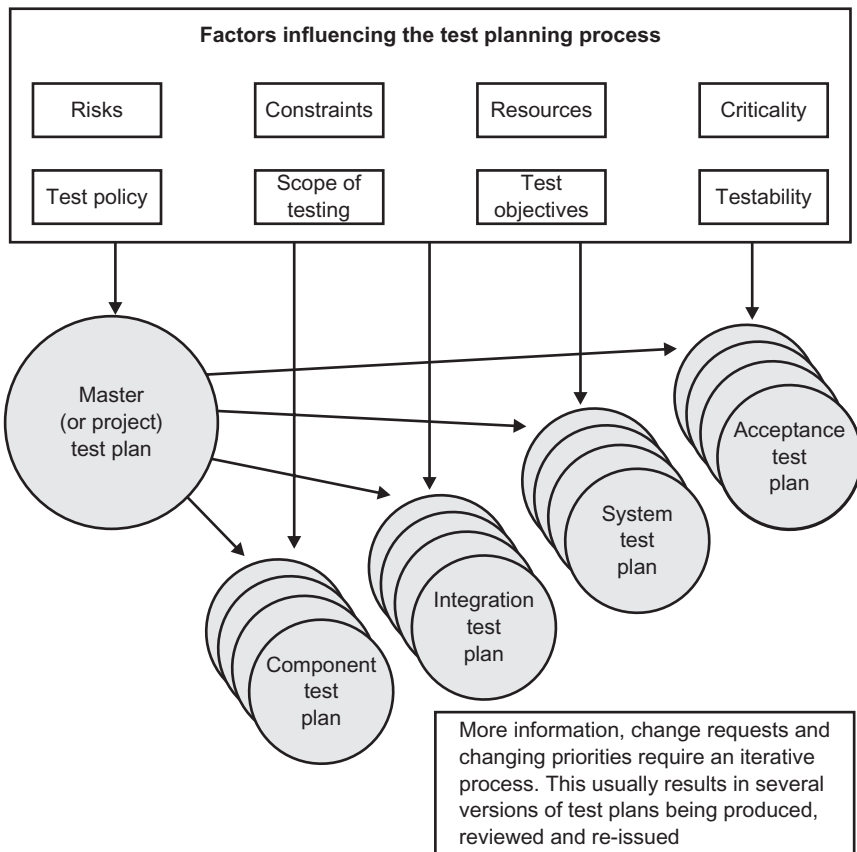 Factors influencing the test planning process
Risks
Constraints
Resources
Criticality
Test policy
Scope of
testing
Test
objectives
Testability
Master
(or project)
test plan
Acceptance
test
plan
System
test
plan
Integration
test
plan
Component
test
plan
More information, change requests and
changing priorities require an iterative
process. This usually results in several
versions of test plans being produced,
reviewed and re-issued